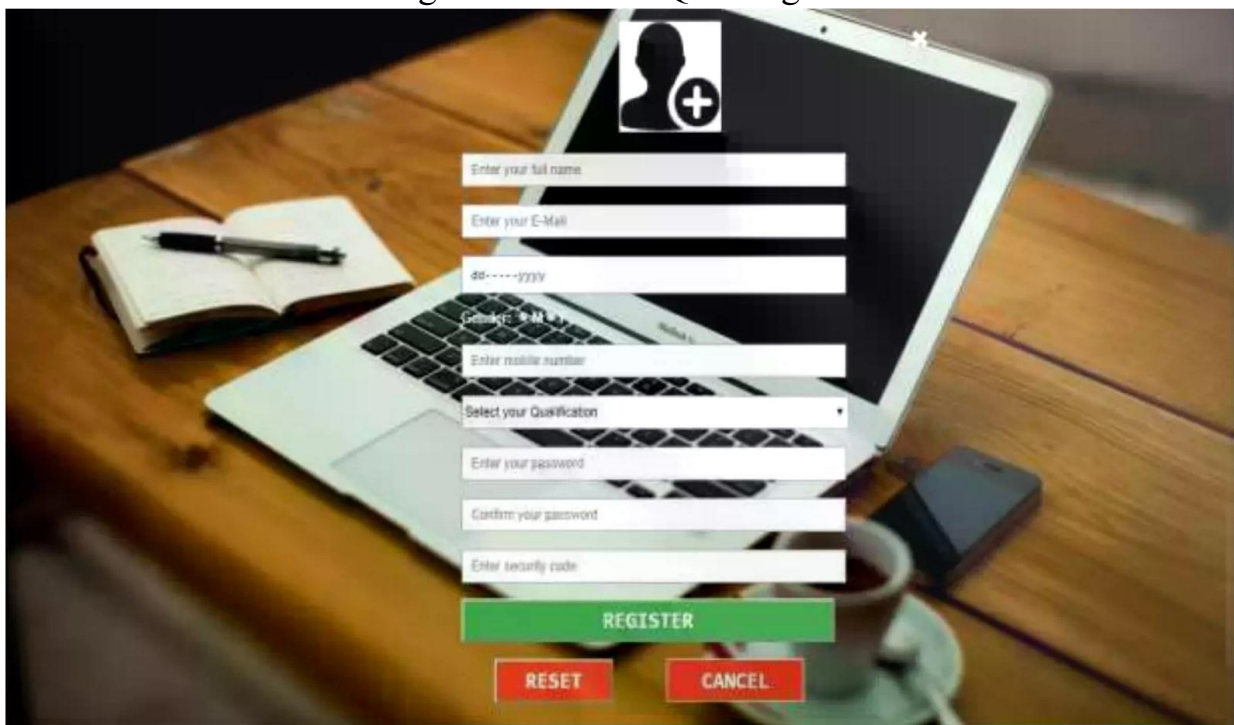 Enter your full name
Enter your E-Mail
dd-----yyyy
Gender: M
Enter mobile number
Select your Qualification
Enter your password
Confirm your password
Enter security code
REGISTER
RESET CANCEL